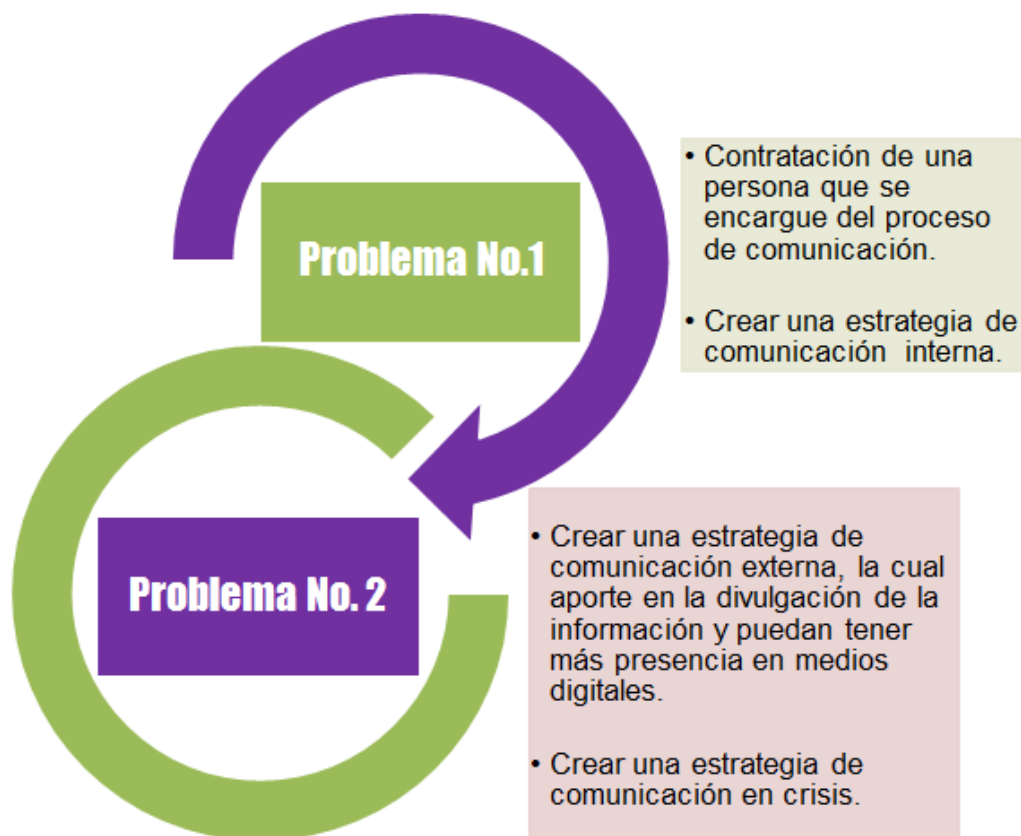 Problema No.1
• Contratación de una
persona que se
encargue del proceso
de comunicación.
• Crear una estrategia de
comunicación interna.
Problema No. 2
• Crear una estrategia de
comunicación externa, la cual
aporte en la divulgación de la
información y puedan tener
más presencia en medios
digitales.
• Crear una estrategia de
comunicación en crisis.